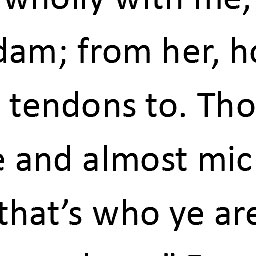 wholly with me,
dam; from her, ho
tendons to. Tho
e and almost mic
that’s who ye are